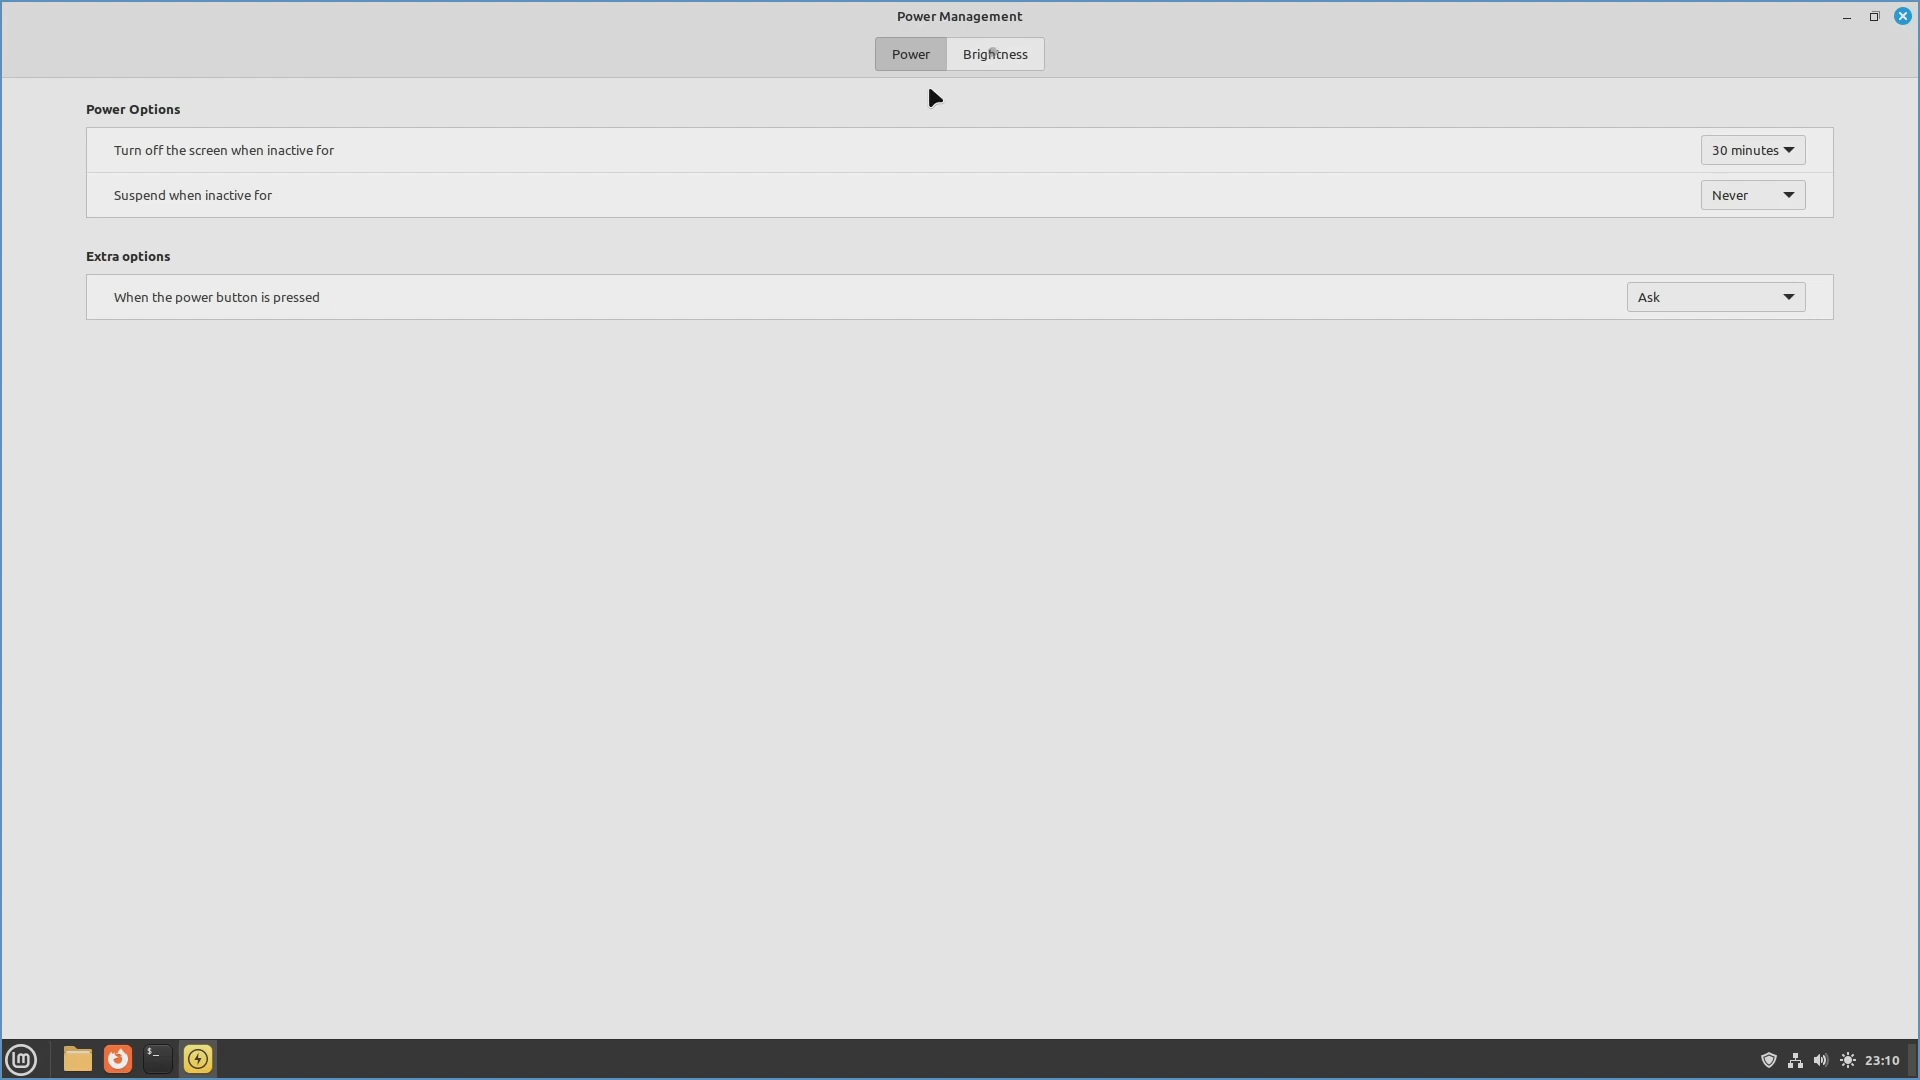 Power Management
Power
Brightness
Power Options
Turn off the screen when inactive for
30 minutes
Suspend when inactive for
Never
Extra options
When the power button is pressed
Ask
$_
lm
23:10